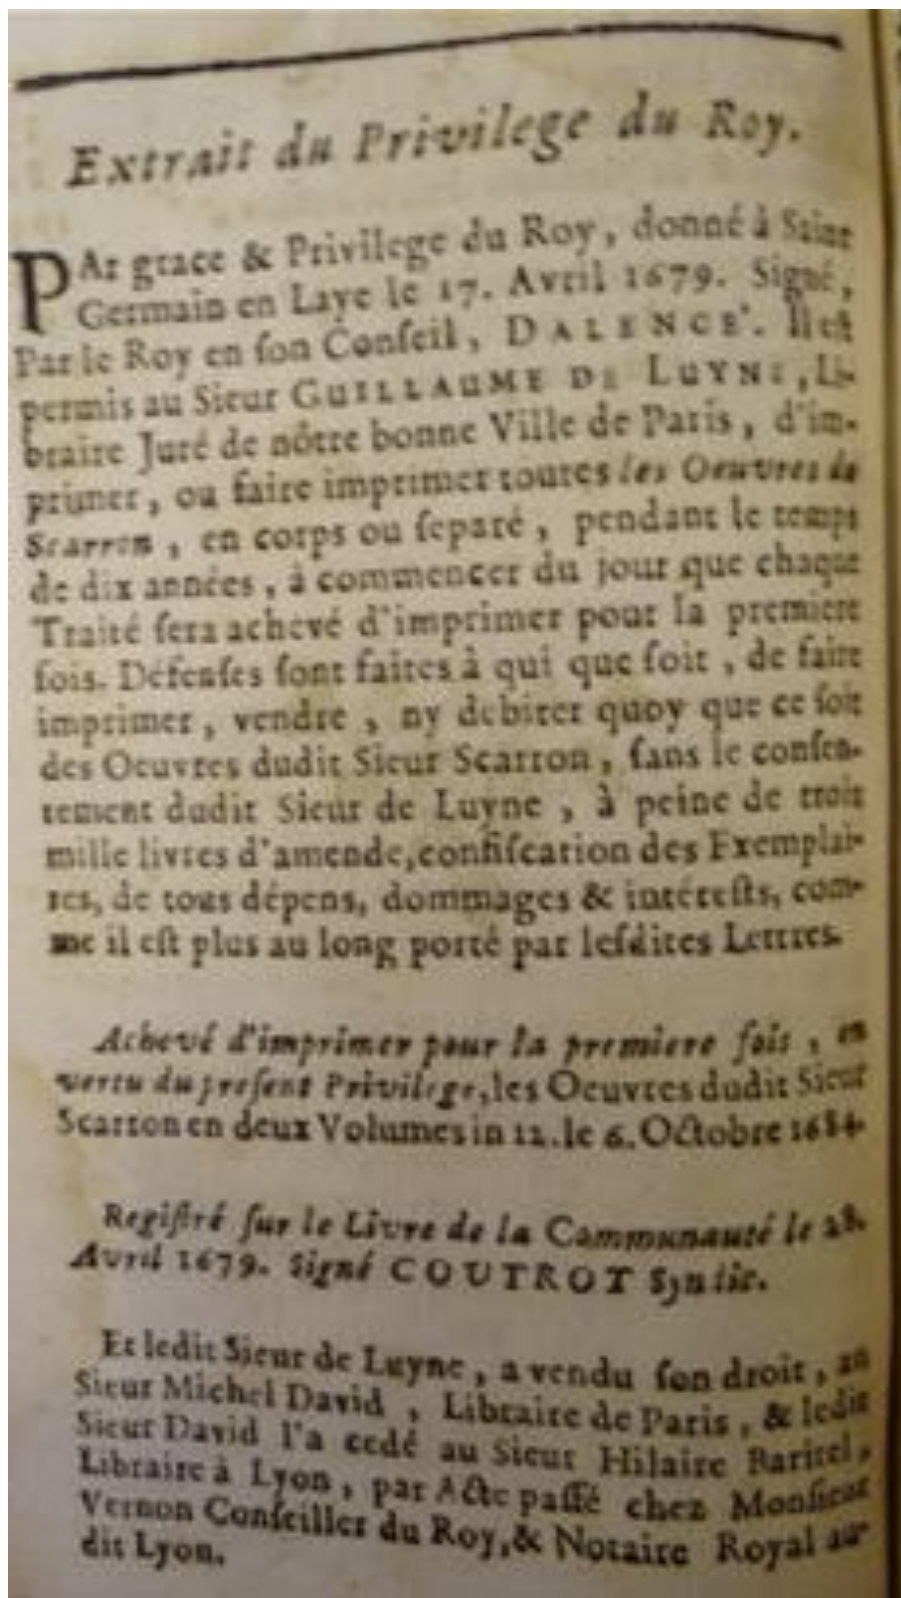 Extrait du Privilege du Roy.
PAr grace & Privilege du Roy, donné à Saint
Germain en Laye le 17. Avril 1679. Signé,
Par le Roy en son Conseil, DALENCE'. Il est
permis au Sieur GUILLAUME DE LUYNE, Li-
braire Juré de nôtre bonne Ville de Paris, d'im-
primer, ou faire imprimer toutes les Oeuvres de
Scarron, en corps ou separé, pendant le temps
de dix années, à commencer du jour que chaque
Traité sera achevé d'imprimer pour la premiere
fois. Défenses sont faites à qui que soit, de faire
imprimer, vendre, ny debiter quoy que ce soit
des Oeuvres dudit Sieur Scarron, sans le consen-
tement dudit Sieur de Luyne, à peine de trois
mille livres d'amende, confiscation des Exemplai-
res, de tous dépens, dommages & intérests, com-
me il est plus au long porté par lesdites Lettres.
Achevé d'imprimer pour la premiere fois, en
vertu du present Privilege, les Oeuvres dudit Sieur
Scarron en deux Volumes in 12. le 6. Octobre 1684.
Registré sur le Livre de la Communauté le 28.
Avril 1679. Signé COUTROT Syndic.
Et ledit Sieur de Luyne, a vendu son droit, au
Sieur Michel David, Libraire de Paris, & ledit
Sieur David l'a cedé au Sieur Hilaire Baritel,
Libraire à Lyon, par Acte passé chez Monsieur
Vernon Conseiller du Roy, & Notaire Royal au-
dit Lyon.